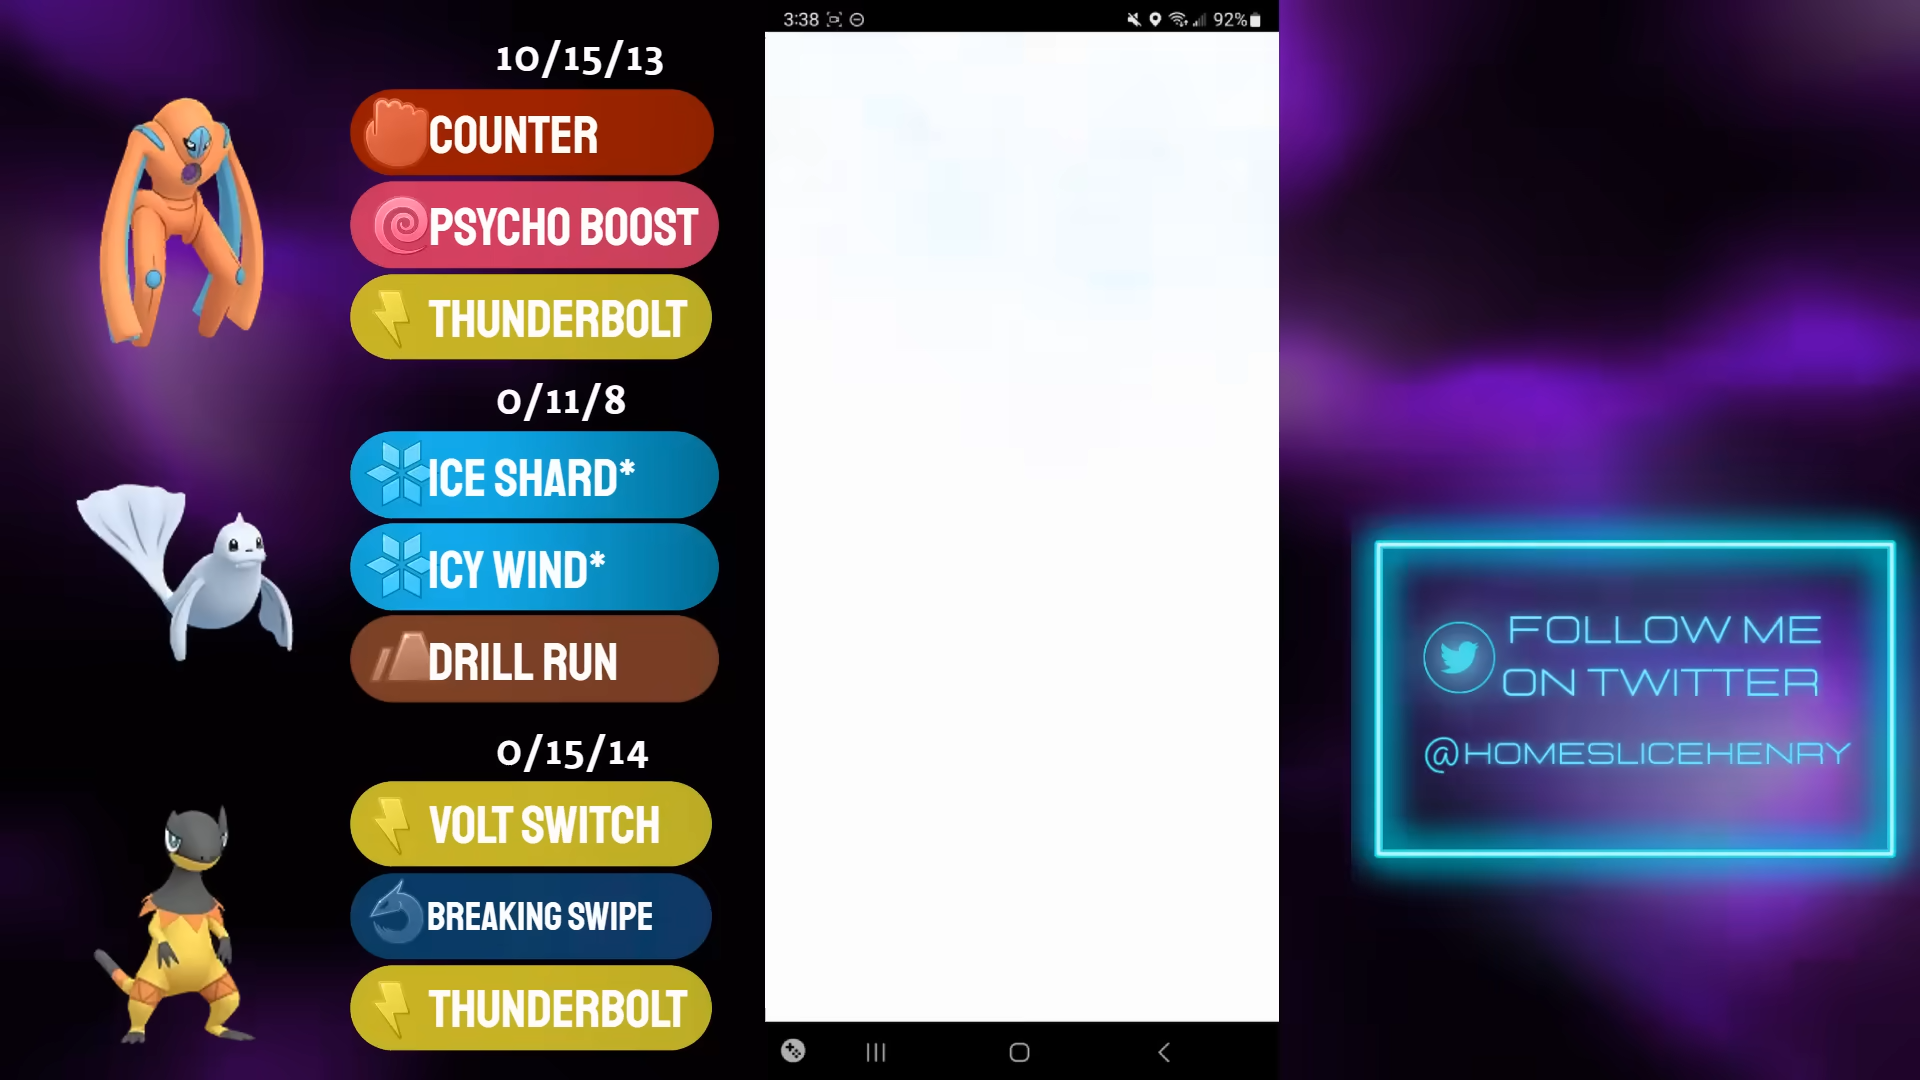 10/15/13
COUNTER
PSYCHO BOOST
THUNDERBOLT
0/11/8
ICE SHARD*
ICY WIND*
DRILL RUN
0/15/14
VOLT SWITCH
BREAKING SWIPE
THUNDERBOLT
3:38
92%
FOLLOW ME
ON TWITTER
@HOMESLICEHENRY